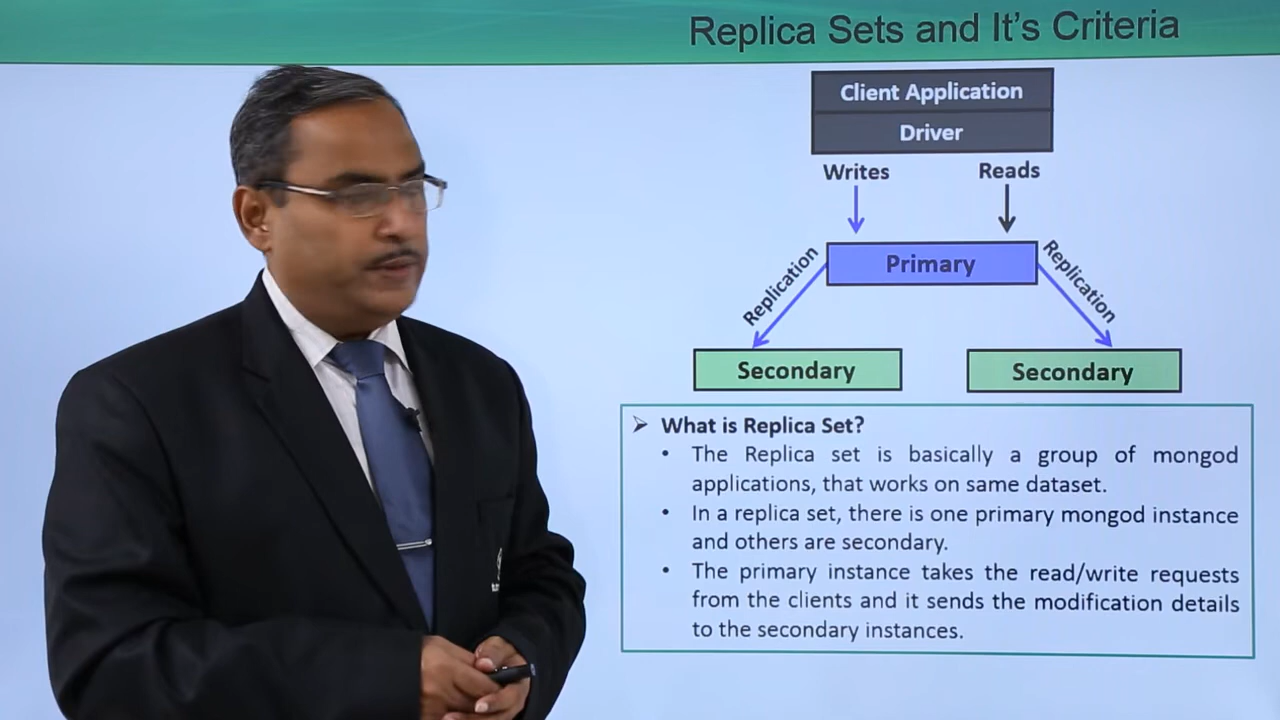 Replica Sets and It's Criteria
Client Application
Driver
Writes
Reads
Replication
Primary
Replication
Secondary
Secondary
➢ What is Replica Set?
• The Replica set is basically a group of mongod
applications, that works on same dataset.
• In a replica set, there is one primary mongod instance
and others are secondary.
• The primary instance takes the read/write requests
from the clients and it sends the modification details
to the secondary instances.